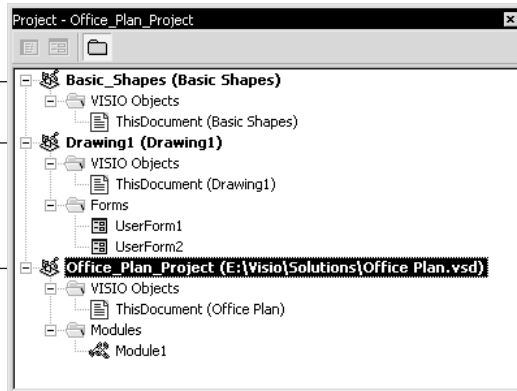 Project - Office_Plan_Project
Basic_Shapes (Basic Shapes)
VISIO Objects
ThisDocument (Basic Shapes)
Drawing1 (Drawing1)
VISIO Objects
ThisDocument (Drawing1)
Forms
UserForm1
UserForm2
Office_Plan_Project (E:\Visio\Solutions\Office Plan.vsd)
VISIO Objects
ThisDocument (Office Plan)
Modules
Module1